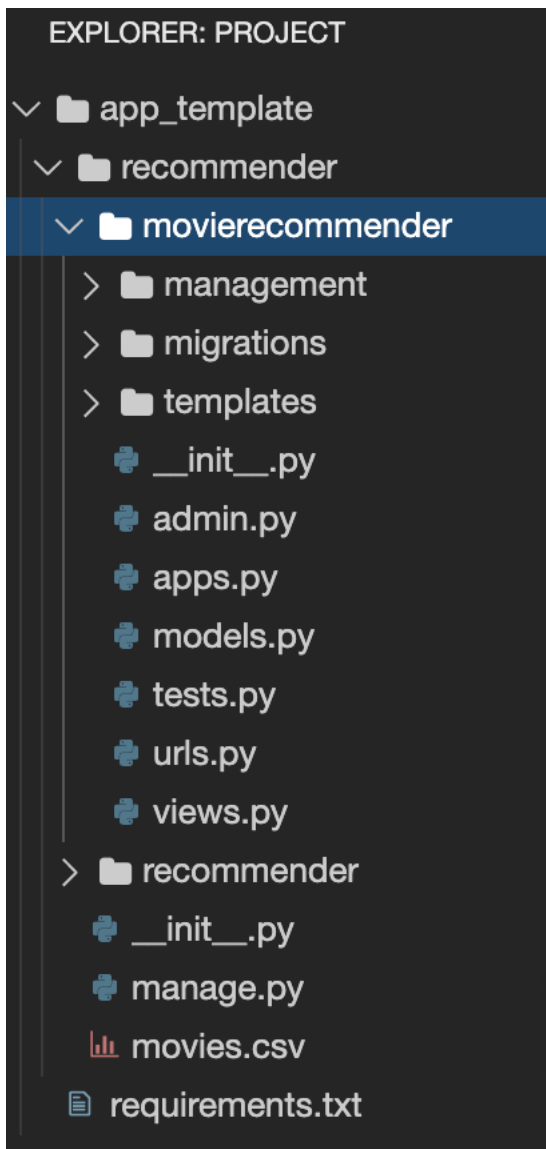 EXPLORER: PROJECT
app_template
recommender
movierecommender
management
migrations
templates
__init__.py
admin.py
apps.py
models.py
tests.py
urls.py
views.py
recommender
__init__.py
manage.py
movies.csv
requirements.txt